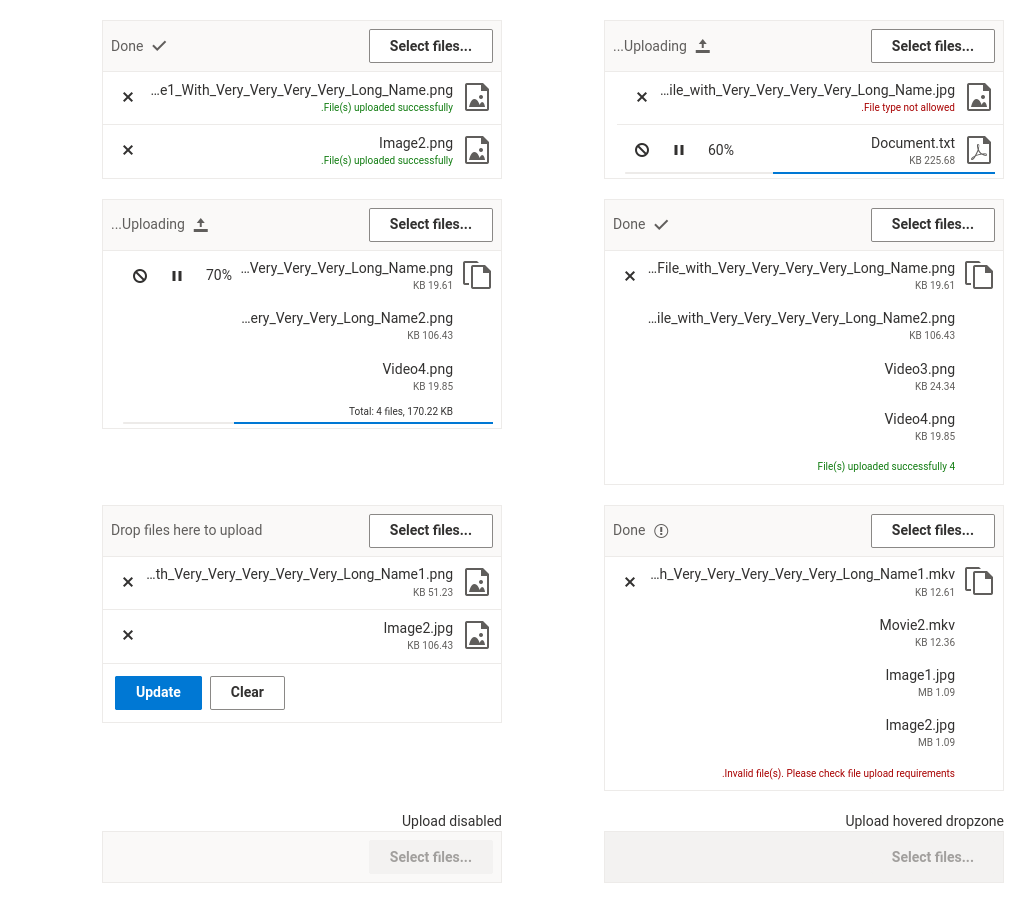 Done
Select files...
...e1_With_Very_Very_Very_Very_Long_Name.png
.File(s) uploaded successfully
Image2.png
.File(s) uploaded successfully
...Uploading
Select files...
...ile_with_Very_Very_Very_Very_Long_Name.jpg
.File type not allowed
60%
Document.txt
KB 225.68
...Uploading
Select files...
70%
...Very_Very_Very_Long_Name.png
KB 19.61
...ery_Very_Very_Long_Name2.png
KB 106.43
Video4.png
KB 19.85
Total: 4 files, 170.22 KB
Done
Select files...
...File_with_Very_Very_Very_Very_Long_Name.png
KB 19.61
...ile_with_Very_Very_Very_Very_Long_Name2.png
KB 106.43
Video3.png
KB 24.34
Video4.png
KB 19.85
File(s) uploaded successfully 4
Drop files here to upload
Select files...
...th_Very_Very_Very_Very_Very_Long_Name1.png
KB 51.23
Image2.jpg
KB 106.43
Update
Clear
Done
Select files...
...h_Very_Very_Very_Very_Very_Long_Name1.mkv
KB 12.61
Movie2.mkv
KB 12.36
Image1.jpg
MB 1.09
Image2.jpg
MB 1.09
.Invalid file(s). Please check file upload requirements
Upload disabled
Select files...
Upload hovered dropzone
Select files...